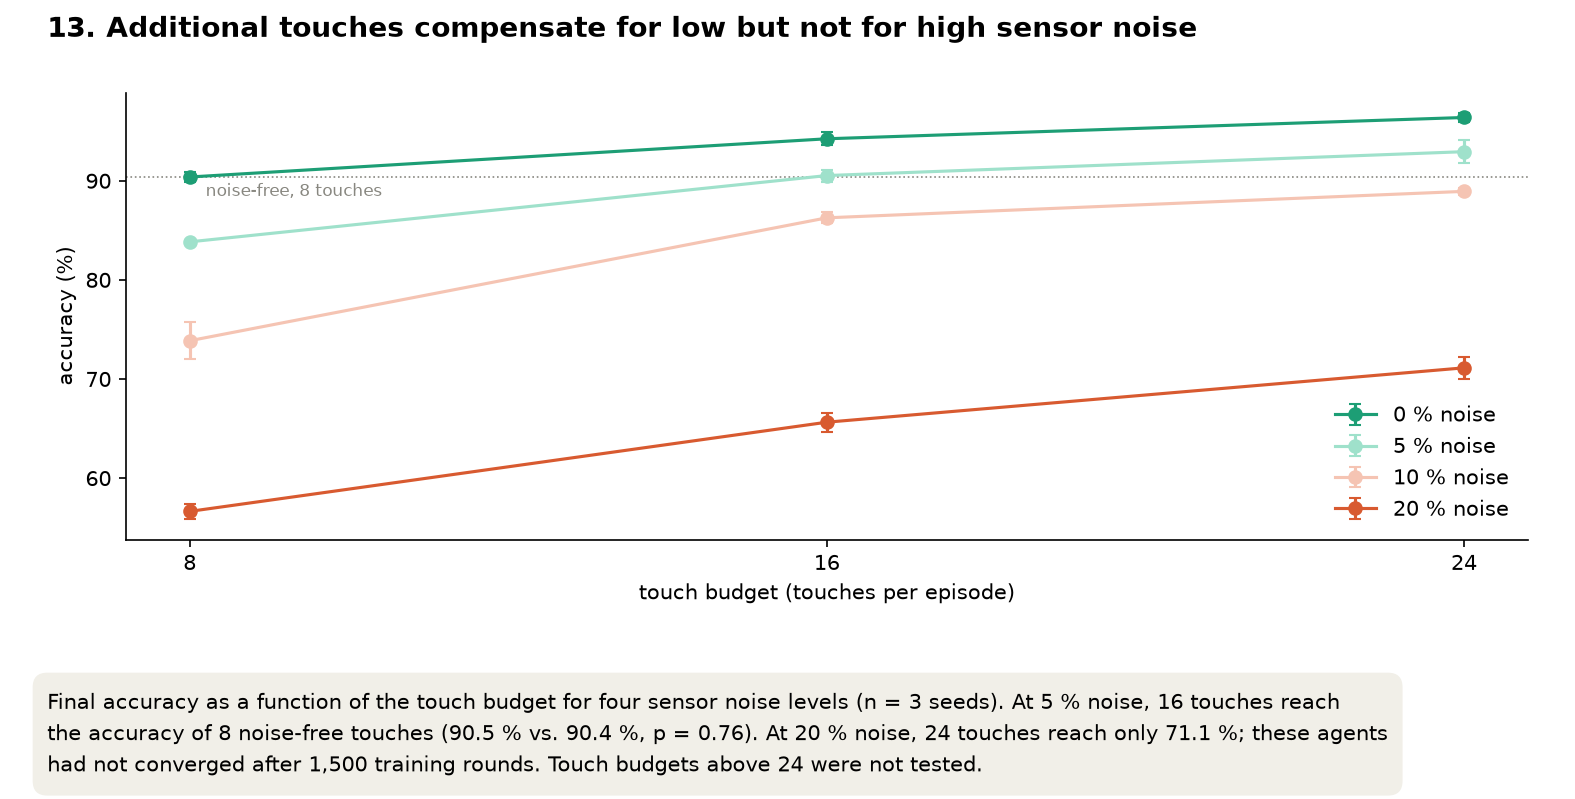 13. Additional touches compensate for low but not for high sensor noise
accuracy (%)
90
80
70
60
noise-free, 8 touches
0 % noise
5 % noise
10 % noise
20 % noise
8
16
24
touch budget (touches per episode)
Final accuracy as a function of the touch budget for four sensor noise levels (n = 3 seeds). At 5 % noise, 16 touches reach
the accuracy of 8 noise-free touches (90.5 % vs. 90.4 %, p = 0.76). At 20 % noise, 24 touches reach only 71.1 %; these agents
had not converged after 1,500 training rounds. Touch budgets above 24 were not tested.